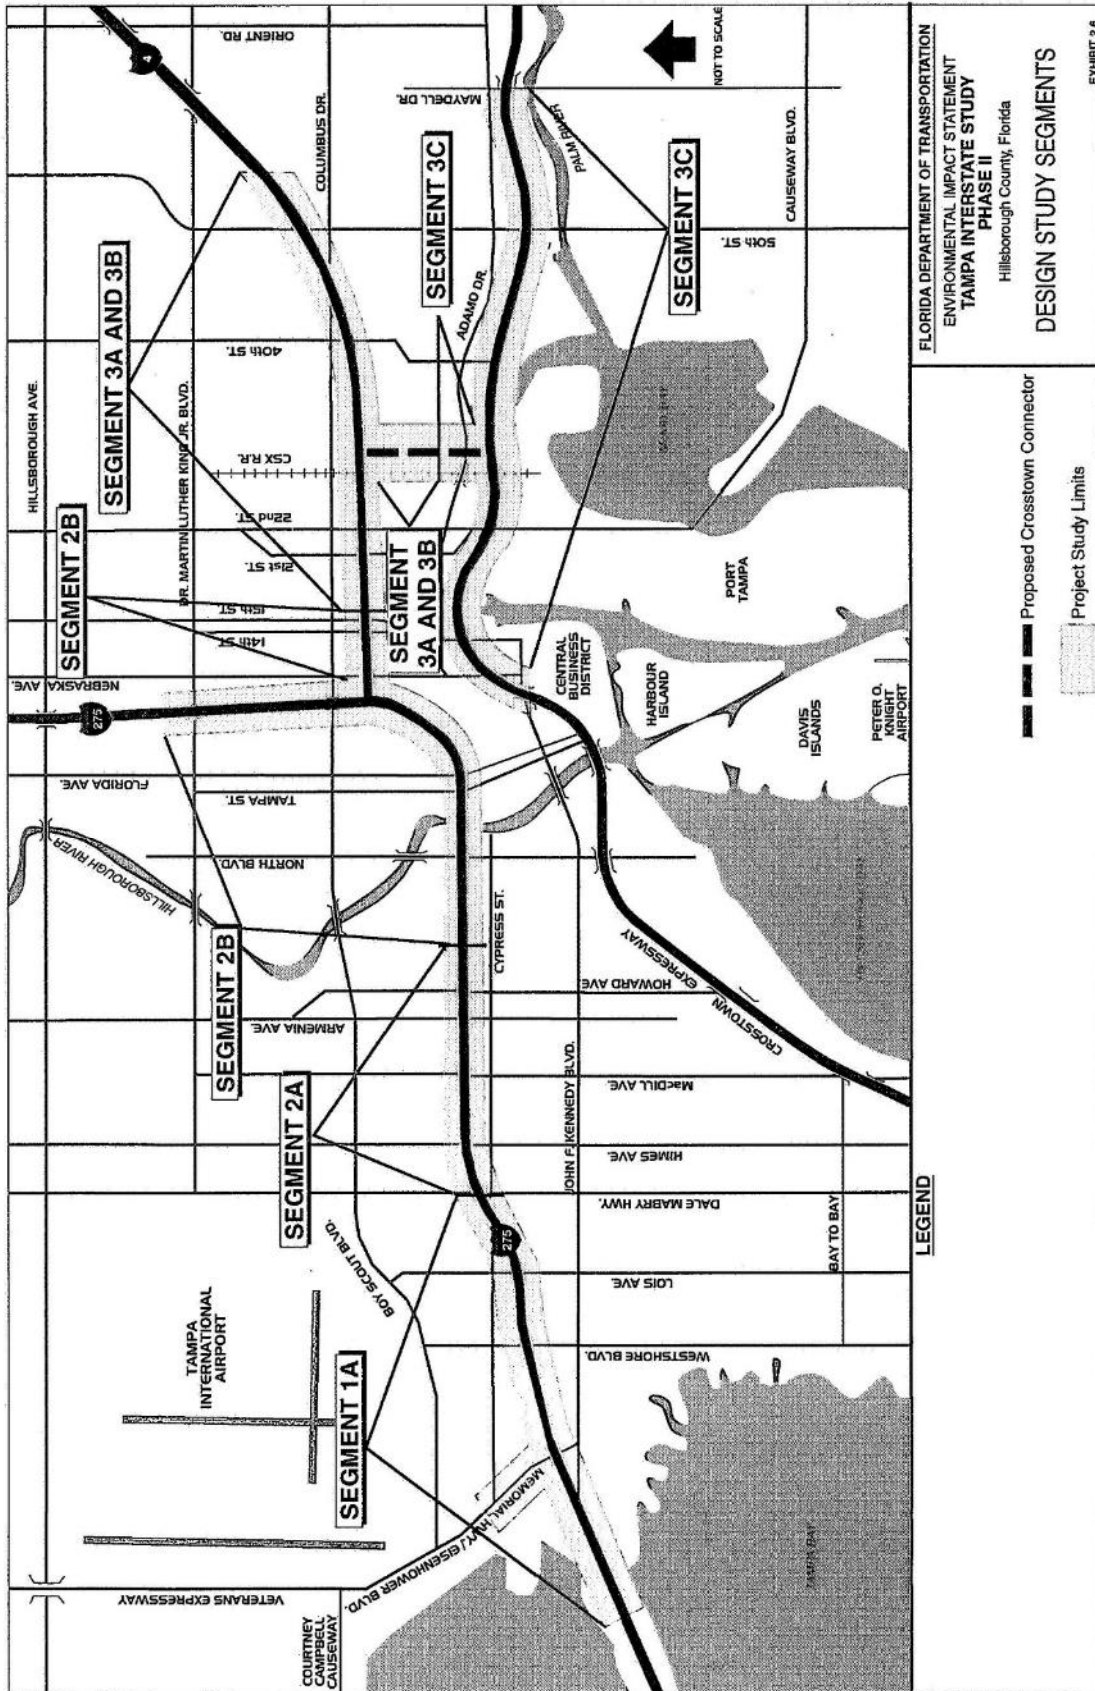 HILLSBOROUGH AVE.
NEBRASKA AVE.
SEGMENT 2B
SEGMENT 3A AND 3B
4
ORIENT RD.
275
FLORIDA AVE.
HILLSBOROUGH RIVER
DR. MARTIN LUTHER KING JR. BLVD.
COLUMBUS DR.
14th ST.
15th ST.
21st ST.
22nd ST.
CSX R.R.
40th ST.
TAMPA ST.
NORTH BLVD.
SEGMENT 2B
SEGMENT 2A
SEGMENT 1A
TAMPA
INTERNATIONAL
AIRPORT
VETERANS EXPRESSWAY
COURTNEY
CAMPBELL
CAUSEWAY
MEMORIAL HWY./ EISENHOWER BLVD.
BOY SCOUT BLVD.
ARMENIA AVE.
SEGMENT
3A AND 3B
SEGMENT 3C
MAYDELL DR.
ADAMO DR.
CYPRESS ST.
275
PALM RIVER
NOT TO SCALE
SEGMENT 3C
50th ST.
CAUSEWAY BLVD.
CENTRAL
BUSINESS
DISTRICT
HARBOUR
ISLAND
PORT
TAMPA
DAVIS
ISLANDS
PETER O.
KNIGHT
AIRPORT
JOHN F. KENNEDY BLVD.
HOWARD AVE.
CROSSTOWN
EXPRESSWAY
MacDILL AVE.
HIMES AVE.
DALE MABRY HWY.
LOIS AVE.
WESTSHORE BLVD.
BAY TO BAY
TAMPA BAY
LEGEND
Proposed Crosstown Connector
Project Study Limits
FLORIDA DEPARTMENT OF TRANSPORTATION
ENVIRONMENTAL IMPACT STATEMENT
TAMPA INTERSTATE STUDY
PHASE II
Hillsborough County, Florida
DESIGN STUDY SEGMENTS